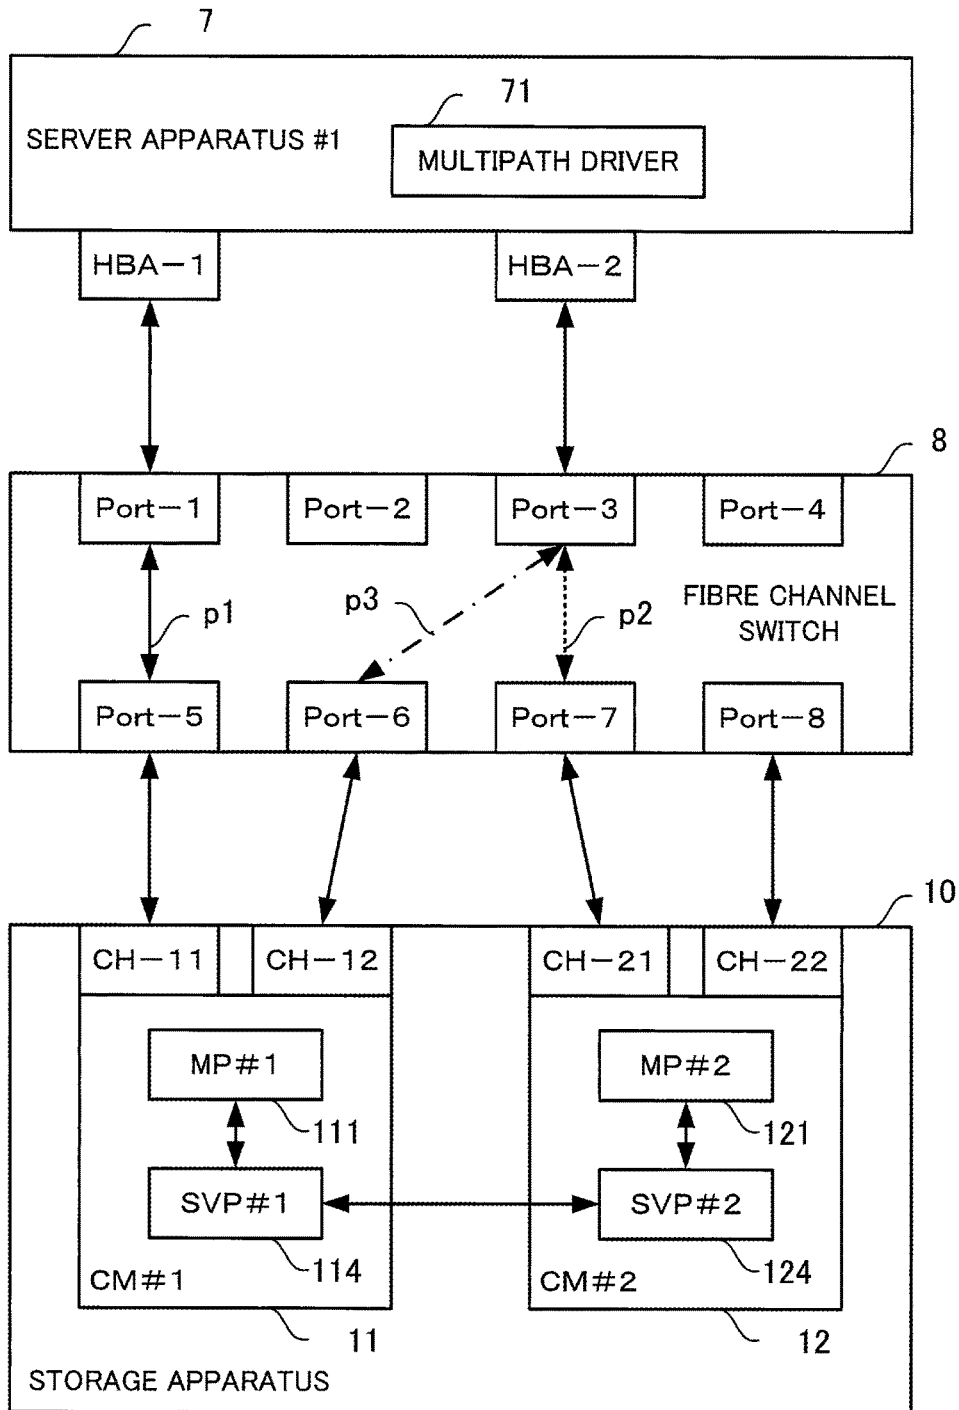 7
71
SERVER APPARATUS #1
MULTIPATH DRIVER
HBA-1
HBA-2
8
Port-1
Port-2
Port-3
Port-4
p1
p3
p2
FIBRE CHANNEL
SWITCH
Port-5
Port-6
Port-7
Port-8
10
CH-11
CH-12
CH-21
CH-22
MP#1
MP#2
111
121
SVP#1
SVP#2
114
124
CM#1
CM#2
11
12
STORAGE APPARATUS